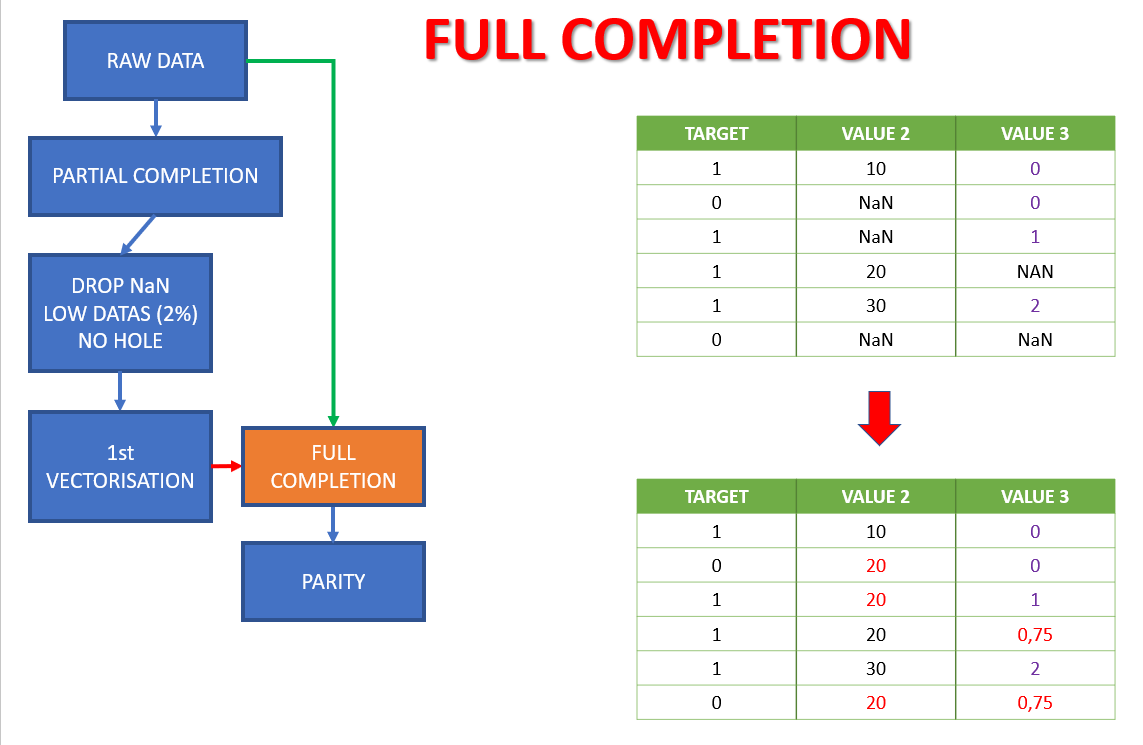 FULL COMPLETION
RAW DATA
PARTIAL COMPLETION
DROP NaN
LOW DATAS (2%)
NO HOLE
1st
VECTORISATION
FULL
COMPLETION
PARITY
TARGET VALUE 2 VALUE 3
1 10 0
0 NaN 0
1 NaN 1
1 20 NAN
1 30 2
0 NaN NaN
TARGET VALUE 2 VALUE 3
1 10 0
0 20 0
1 20 1
1 20 0,75
1 30 2
0 20 0,75